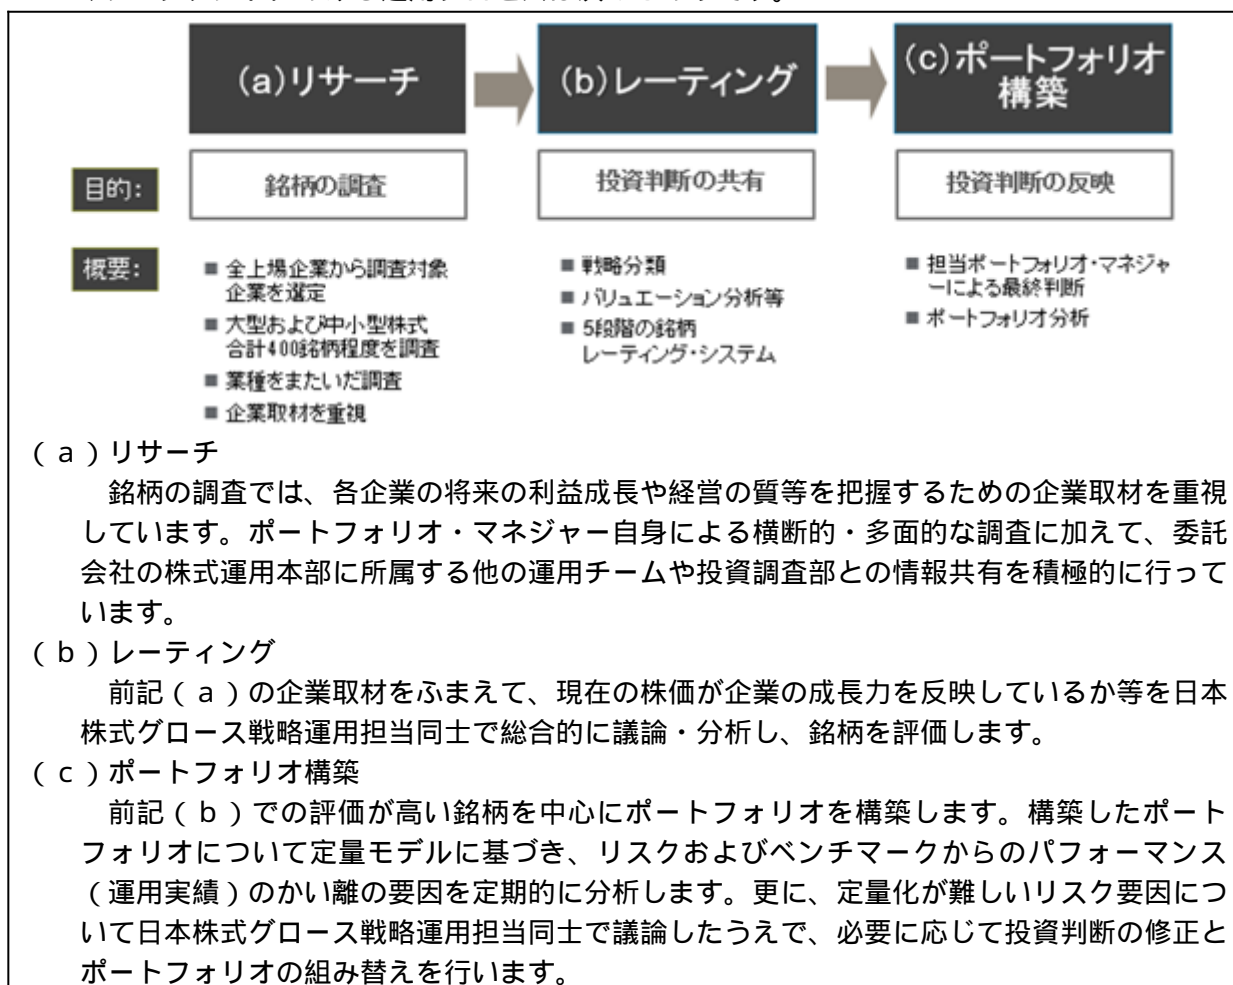 (a)リサーチ
(b)レーティング
(c)ポートフォリオ
構築
目的:
銘柄の調査
投資判断の共有
投資判断の反映
概要:
■ 全上場企業から調査対象
企業を選定
■ 大型および中小型株式
合計400銘柄程度を調査
■ 業種をまたいだ調査
■ 企業取材を重視
■ 戦略分類
■ バリュエーション分析等
■ 5段階の銘柄
レーティング・システム
■ 担当ポートフォリオ・マネジャ
ーによる最終判断
■ ポートフォリオ分析
(a)リサーチ
銘柄の調査では、各企業の将来の利益成長や経営の質等を把握するための企業取材を重視
しています。ポートフォリオ・マネジャー自身による横断的・多面的な調査に加えて、委託
会社の株式運用本部に所属する他の運用チームや投資調査部との情報共有を積極的に行って
います。
(b)レーティング
前記(a)の企業取材をふまえて、現在の株価が企業の成長力を反映しているか等を日本
株式グロース戦略運用担当同士で総合的に議論・分析し、銘柄を評価します。
(c)ポートフォリオ構築
前記(b)での評価が高い銘柄を中心にポートフォリオを構築します。構築したポート
フォリオについて定量モデルに基づき、リスクおよびベンチマークからのパフォーマンス
(運用実績)のかい離の要因を定期的に分析します。更に、定量化が難しいリスク要因につ
いて日本株式グロース戦略運用担当同士で議論したうえで、必要に応じて投資判断の修正と
ポートフォリオの組み替えを行います。